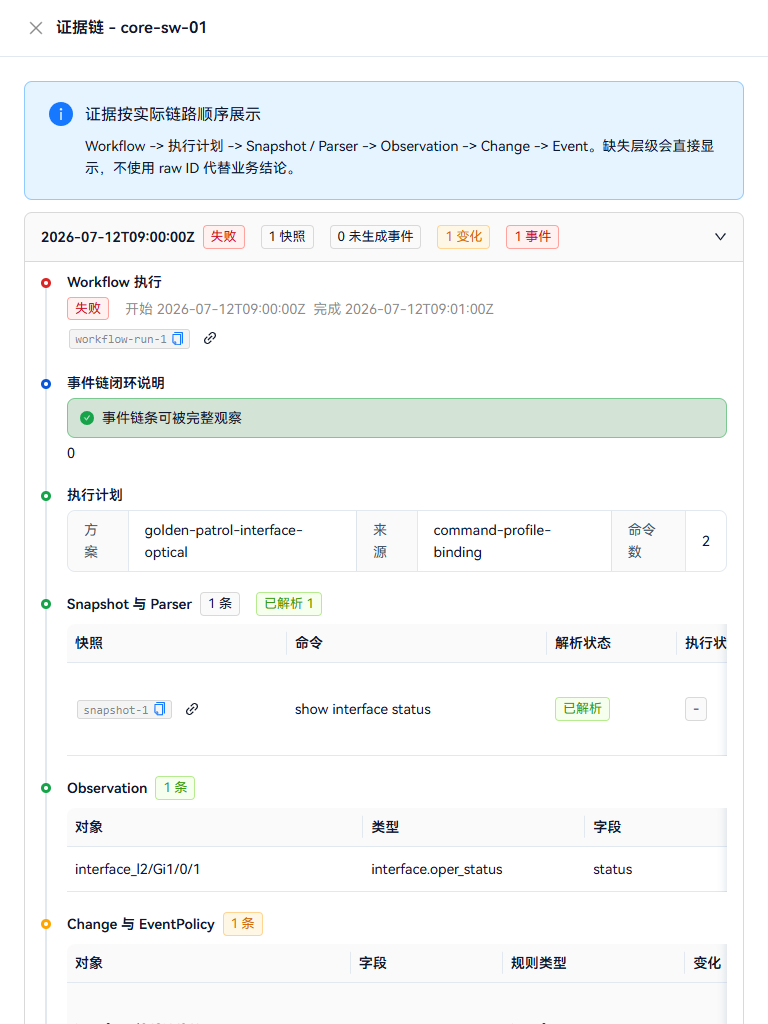 证据链 - core-sw-01
证据按实际链路顺序展示
Workflow -> 执行计划 -> Snapshot / Parser -> Observation -> Change -> Event。缺失层级会直接显
示，不使用 raw ID 代替业务结论。
2026-07-12T09:00:00Z 失败 1 快照 0 未生成事件 1 变化 1 事件
Workflow 执行
失败 开始 2026-07-12T09:00:00Z 完成 2026-07-12T09:01:00Z
workflow-run-1
事件链闭环说明
事件链条可被完整观察
0
执行计划
方案 golden-patrol-interface-optical 来源 command-profile-binding 命令数 2
Snapshot 与 Parser 1 条 已解析 1
快照 命令 解析状态 执行状
snapshot-1 show interface status 已解析 -
Observation 1 条
对象 类型 字段
interface_l2/Gi1/0/1 interface.oper_status status
Change 与 EventPolicy 1 条
对象 字段 规则类型 变化